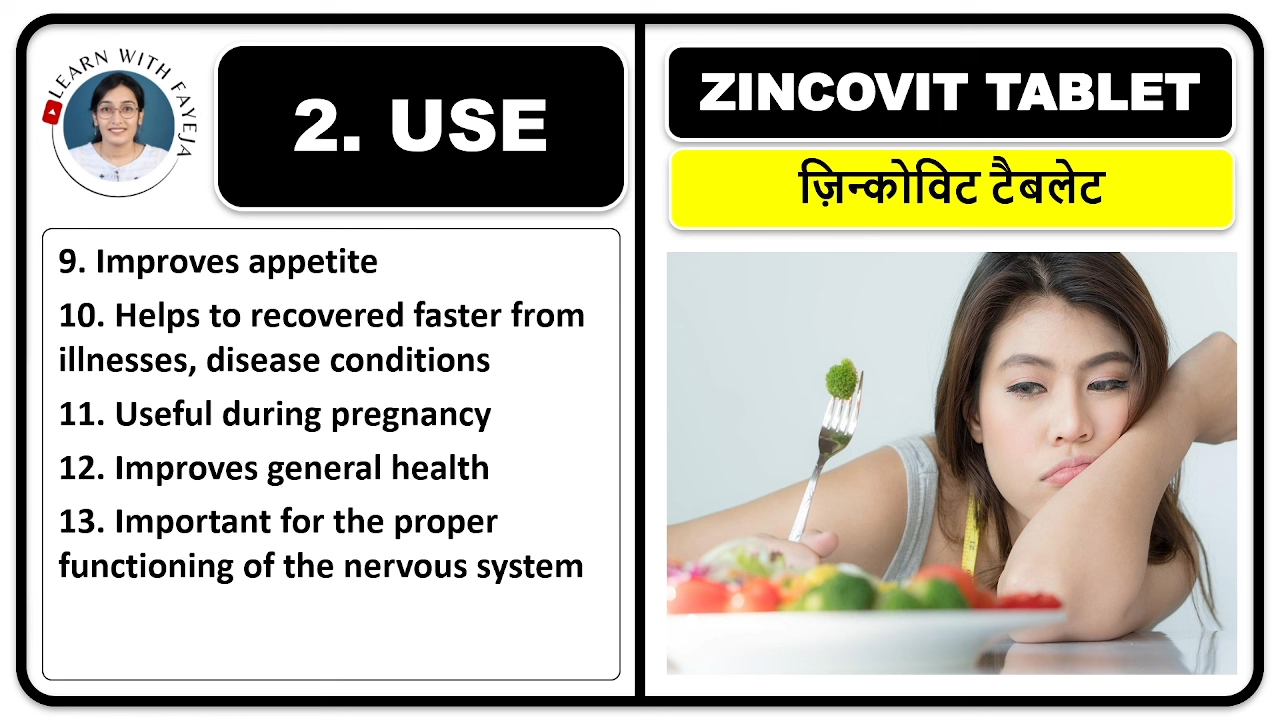 LEARN WITH FAYEJA
2. USE
9. Improves appetite
10. Helps to recovered faster from
illnesses, disease conditions
11. Useful during pregnancy
12. Improves general health
13. Important for the proper
functioning of the nervous system
ZINCOVIT TABLET
ज़िन्कोविट टैबलेट